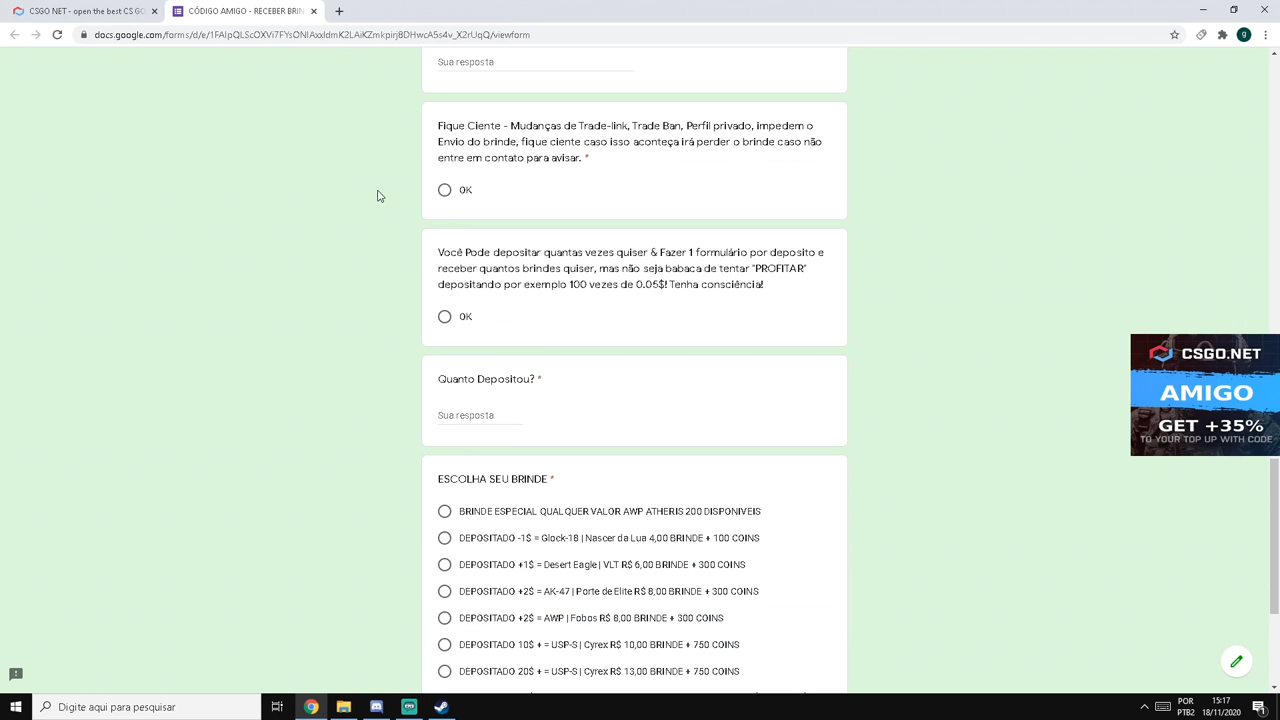 CSGO NET - open the best CS GO
CÓDIGO AMIGO - RECEBER BRIN
docs.google.com/forms/d/e/1FAIpQLScOXVi7FYsONIAxxldmK2LAiKZmkpirj8DHwcA5s4v_X2rUqQ/viewform
g
Sua resposta
Fique Ciente - Mudanças de Trade-link, Trade Ban, Perfil privado, impedem o
Envio do brinde, fique ciente caso isso aconteça irá perder o brinde caso não
entre em contato para avisar. *
OK
Você Pode depositar quantas vezes quiser & Fazer 1 formulário por deposito e
receber quantos brindes quiser, mas não seja babaca de tentar "PROFITAR"
depositando por exemplo 100 vezes de 0.05$! Tenha consciência!
OK
CSGO.NET
AMIGO
GET +35%
TO YOUR TOP UP WITH CODE
Quanto Depositou? *
Sua resposta
ESCOLHA SEU BRINDE *
BRINDE ESPECIAL QUALQUER VALOR AWP ATHERIS 200 DISPONIVEIS
DEPOSITADO -1$ = Glock-18 | Nascer da Lua 4,00 BRINDE + 100 COINS
DEPOSITADO +1$ = Desert Eagle | VLT R$ 6,00 BRINDE + 300 COINS
DEPOSITADO +2$ = AK-47 | Porte de Elite R$ 8,00 BRINDE + 300 COINS
DEPOSITADO +2$ = AWP | Fobos R$ 8,00 BRINDE + 300 COINS
DEPOSITADO 10$ + = USP-S | Cyrex R$ 10,00 BRINDE + 750 COINS
DEPOSITADO 20$ + = USP-S | Cyrex R$ 13,00 BRINDE + 750 COINS
Digite aqui para pesquisar
POR
PTB2
15:17
18/11/2020
1